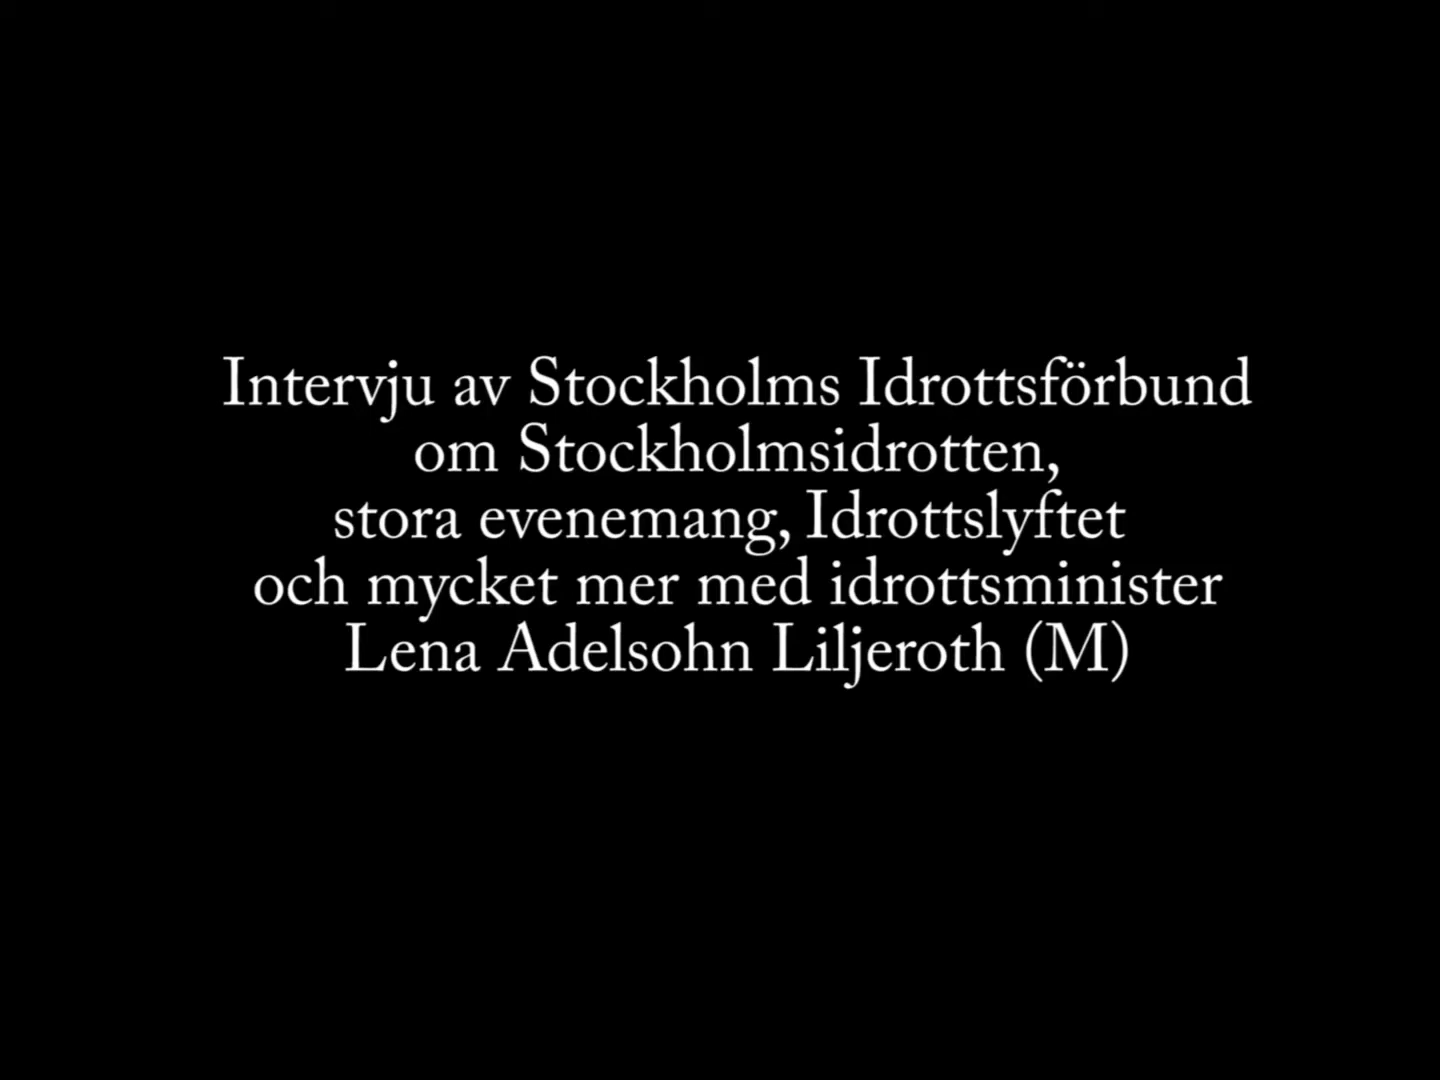 Intervju av Stockholms Idrottsförbund
om Stockholmsidrotten,
stora evenemang, Idrottslyftet
och mycket mer med idrottsminister
Lena Adelsohn Liljeroth (M)